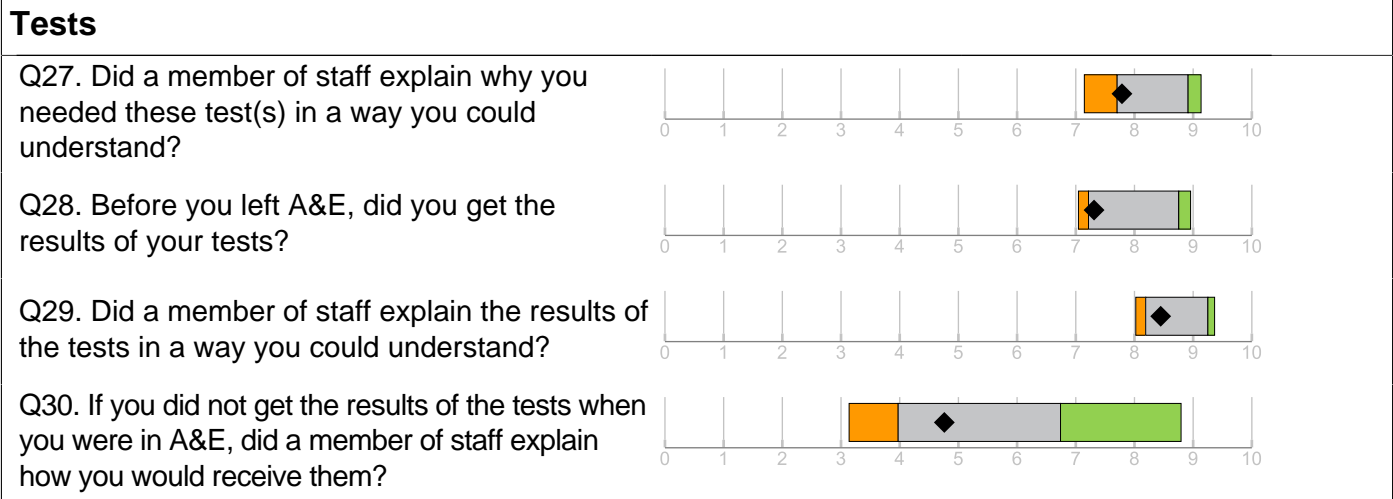 Tests
Q27. Did a member of staff explain why you
needed these test(s) in a way you could
understand?
0 1 2 3 4 5 6 7 8 9 10
Q28. Before you left A&E, did you get the
results of your tests?
0 1 2 3 4 5 6 7 8 9 10
Q29. Did a member of staff explain the results of
the tests in a way you could understand?
0 1 2 3 4 5 6 7 8 9 10
Q30. If you did not get the results of the tests when
you were in A&E, did a member of staff explain
how you would receive them?
0 1 2 3 4 5 6 7 8 9 10